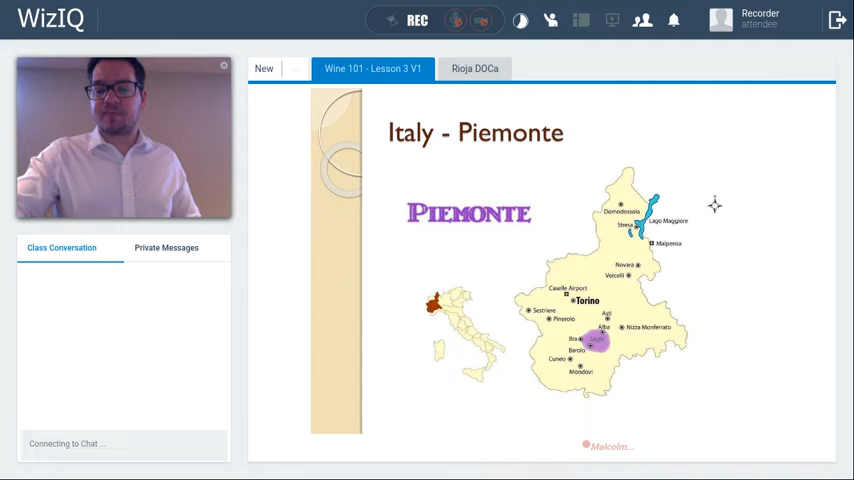 WizIQ
REC
Recorder
attendee
New
Wine 101 - Lesson 3 V1
Rioja DOCa
Italy - Piemonte
PIEMONTE
Domodossola
Lago Maggiore
Stresa
Malpensa
Novara
Vercelli
Caselle Airport
Torino
Sestriere
Asti
Pinerolo
Alba
Nizza Monferrato
Bra
Langhe
Barolo
Cuneo
Mondovì
Class Conversation
Private Messages
Connecting to Chat ...
Malcolm...